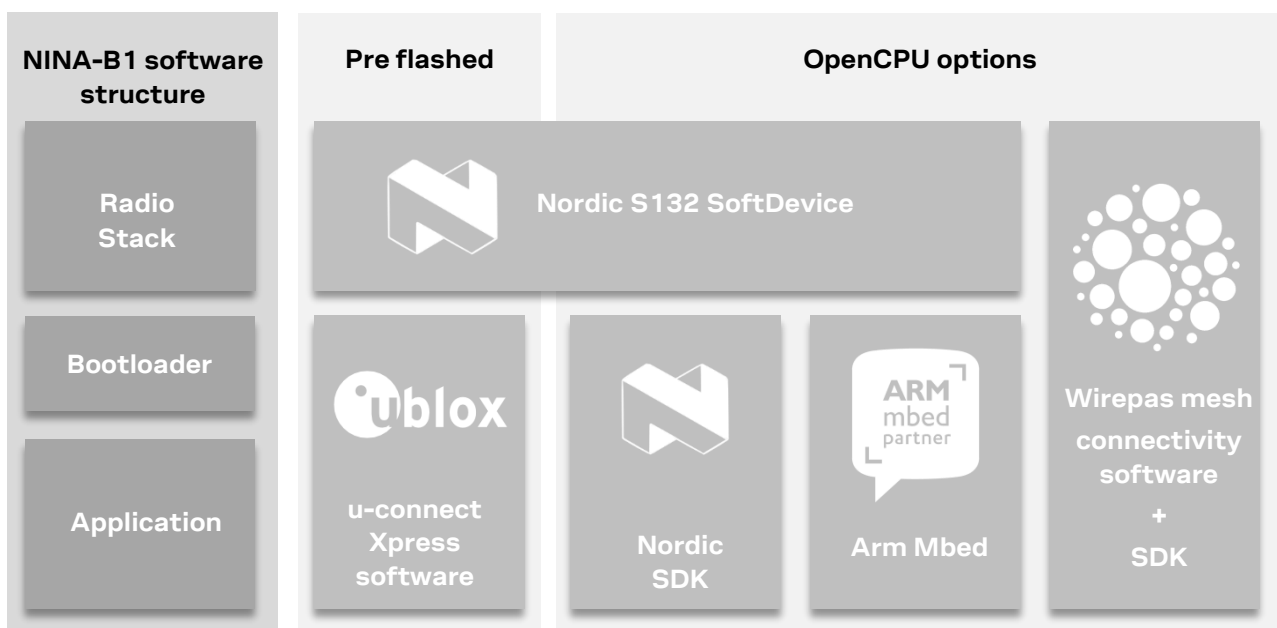 NINA-B1 software
structure
Radio
Stack
Bootloader
Application
Pre flashed
OpenCPU options
Nordic S132 SoftDevice
ublox
u-connect
Xpress
software
Nordic
SDK
ARM
mbed
partner
Arm Mbed
Wirepas mesh
connectivity
software
+
SDK